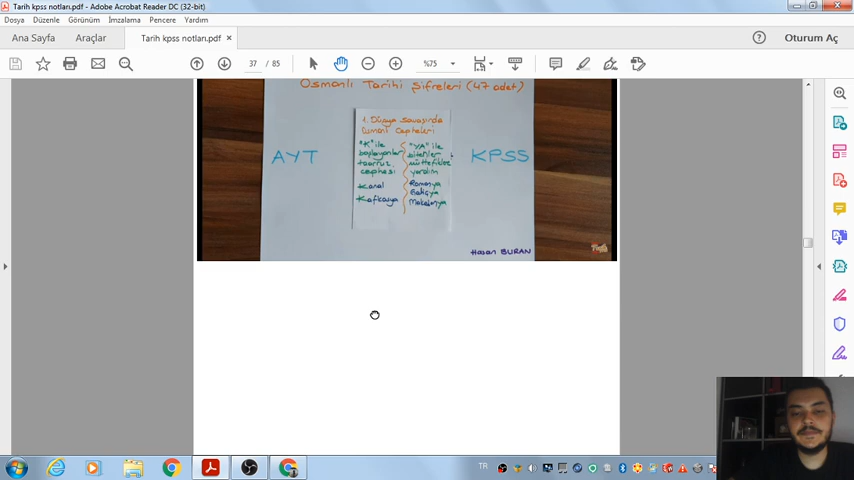 Tarih kpss notları.pdf - Adobe Acrobat Reader DC (32-bit)
Dosya Düzenle Görünüm İmzalama Pencere Yardım
Ana Sayfa Araçlar Tarih kpss notları.pdf Oturum Aç
37 / 85 %75
Osmanlı Tarihi Şifreleri (47 adet)
1. Dünya Savaşında
Osmanlı Cepheleri
"K" ile
başlayanlar
taarruz
cephesi
Kanal
Kafkasya
"YA" ile
bitenler
müttefiklere
yardım
Romanya
Galiçya
Makedonya
AYT
KPSS
Hasan BURAN
TR